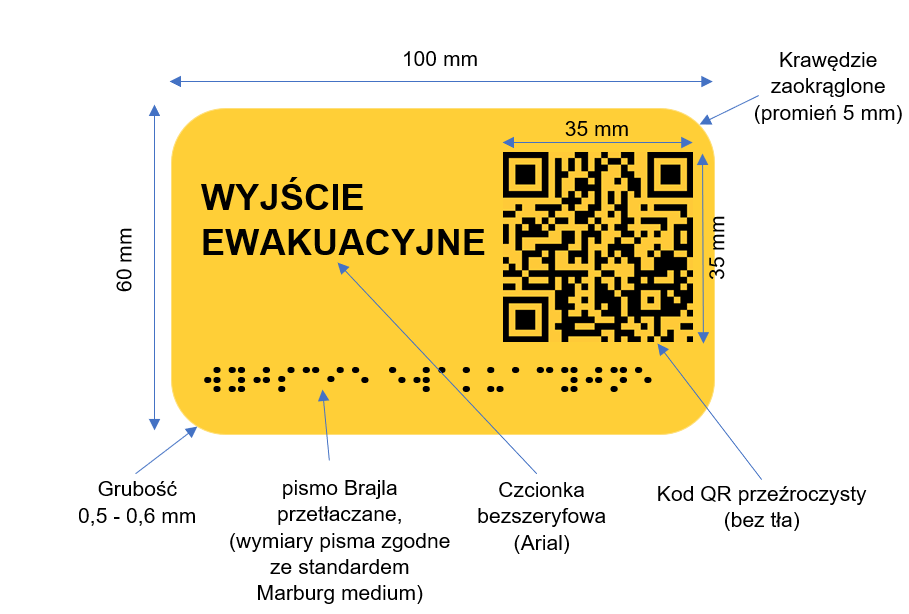 100 mm
Krawędzie
zaokrąglone
(promień 5 mm)
35 mm
WYJŚCIE
EWAKUACYJNE
60 mm
35 mm
Grubość
0,5 - 0,6 mm
pismo Brajla
przetłaczane,
(wymiary pisma zgodne
ze standardem
Marburg medium)
Czcionka
bezszeryfowa
(Arial)
Kod QR przeźroczysty
(bez tła)